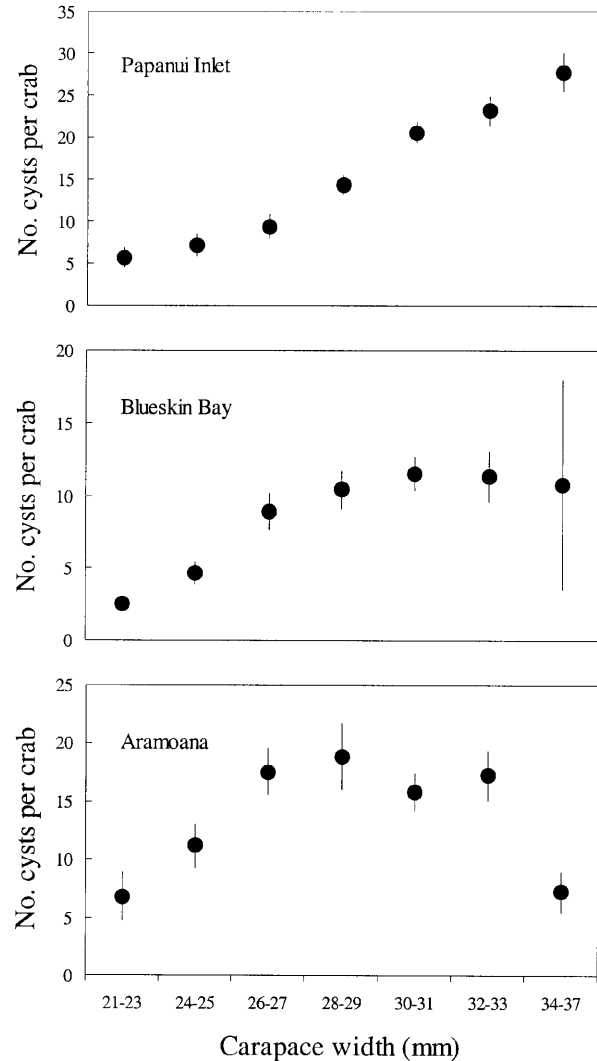 35
30
25
20
15
10
5
0
No. cysts per crab
Papanui Inlet
20
15
10
5
0
No. cysts per crab
Blueskin Bay
25
20
15
10
5
0
No. cysts per crab
Aramoana
21-23 24-25 26-27 28-29 30-31 32-33 34-37
Carapace width (mm)